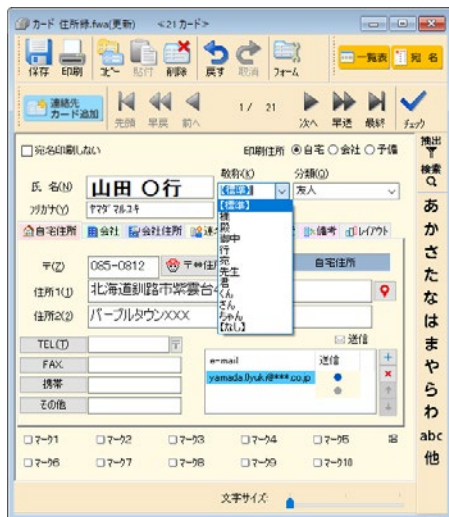 カード 住所録.fwa(更新) <21カード>
保存 印刷 コピー 貼付 削除 戻す 取消 フォーム 一覧表 宛 名
連絡先カード追加 先頭 早戻 前へ 1 / 21 次へ 早送 最終 チェック
宛名印刷しない 印刷住所 自宅 会社 予備
抽出
検索
敬称(K) 分類(G)
氏 名(N) 山田 〇行 【標準】 友人
フリガナ(Y) ヤマダ マルユキ
【標準】
様
殿
御中
行
宛
先生
君
くん
さん
ちゃん
【なし】
自宅住所 会社 会社住所 備考 レイアウト
〒(Z) 085-0812 自宅住所
住所1(J) 北海道釧路市紫雲台
住所2(J) パープルタウン×××
TEL(T) 〒 送信
FAX e-mail 送信
携帯
その他
マーク1 マーク2 マーク3 マーク4 マーク5
マーク6 マーク7 マーク8 マーク9 マーク10
文字サイズ:
あ
か
さ
た
な
は
ま
や
ら
わ
abc
他